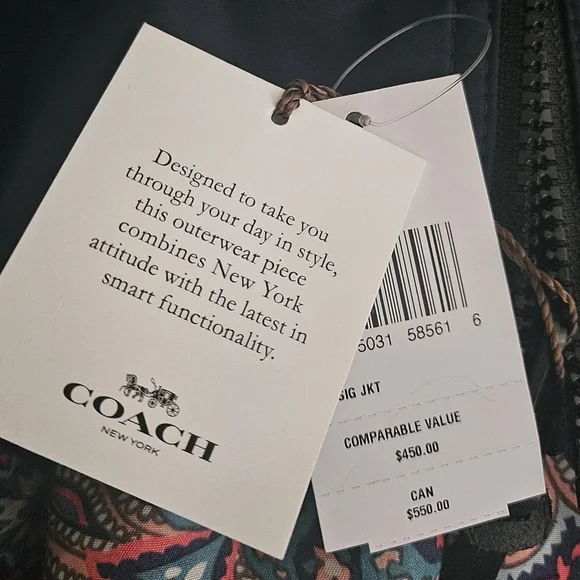 Designed to take you
through your day in style,
this outerwear piece
combines New York
attitude with the latest in
smart functionality.
COACH
NEW YORK
5031 58561 6
SIG JKT
COMPARABLE VALUE
$450.00
CAN
$550.00